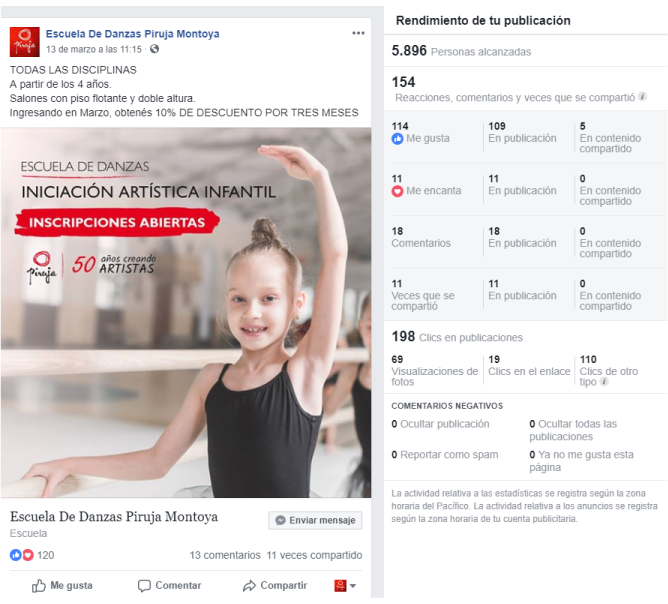 Escuela De Danzas Piruja Montoya
13 de marzo a las 11:15 ·
TODAS LAS DISCIPLINAS
A partir de los 4 años.
Salones con piso flotante y doble altura.
Ingresando en Marzo, obtenés 10% DE DESCUENTO POR TRES MESES
ESCUELA DE DANZAS
INICIACIÓN ARTÍSTICA INFANTIL
INSCRIPCIONES ABIERTAS
Piruja
50 años creando
ARTISTAS
Escuela De Danzas Piruja Montoya
Escuela
Enviar mensaje
120
13 comentarios 11 veces compartido
Me gusta
Comentar
Compartir
Rendimiento de tu publicación
5.896 Personas alcanzadas
154
Reacciones, comentarios y veces que se compartió
114
Me gusta
109
En publicación
5
En contenido
compartido
11
Me encanta
11
En publicación
0
En contenido
compartido
18
Comentarios
18
En publicación
0
En contenido
compartido
11
Veces que se
compartió
11
En publicación
0
En contenido
compartido
198 Clics en publicaciones
69
Visualizaciones de
fotos
19
Clics en el enlace
110
Clics de otro
tipo
COMENTARIOS NEGATIVOS
0 Ocultar publicación
0 Ocultar todas las
publicaciones
0 Reportar como spam
0 Ya no me gusta esta
página
La actividad relativa a las estadísticas se registra según la zona
horaria del Pacífico. La actividad relativa a los anuncios se registra
según la zona horaria de tu cuenta publicitaria.